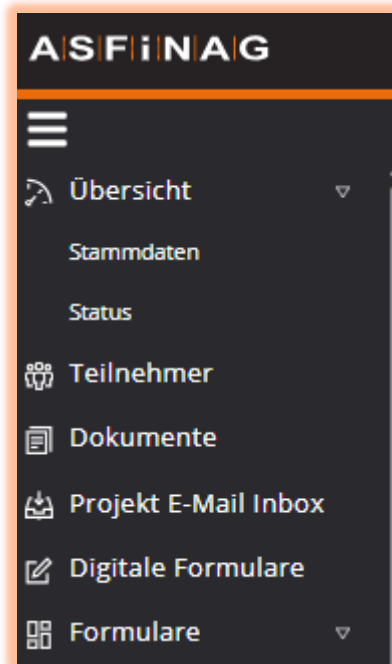 ASFiNAG
Übersicht
Stammdaten
Status
Teilnehmer
Dokumente
Projekt E-Mail Inbox
Digitale Formulare
Formulare